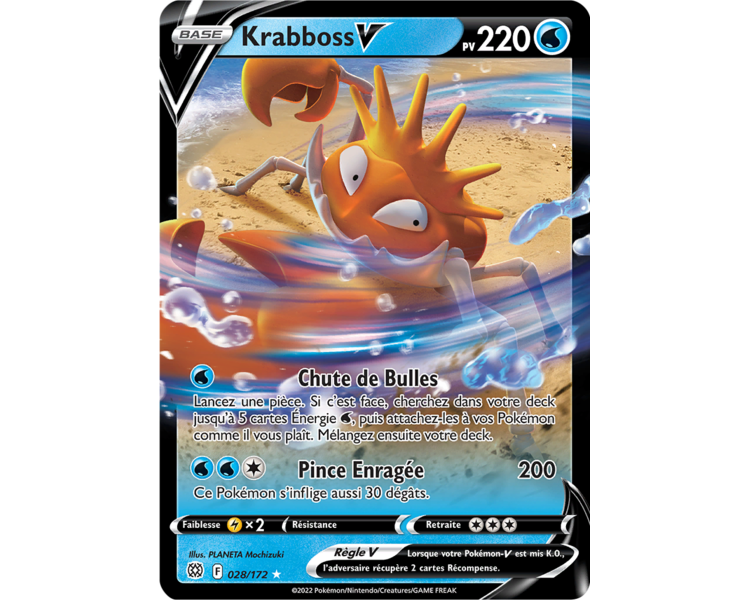 BASE Krabboss V PV 220
Chute de Bulles
Lancez une pièce. Si c'est face, cherchez dans votre deck
jusqu'à 5 cartes Énergie , puis attachez-les à vos Pokémon
comme il vous plaît. Mélangez ensuite votre deck.
Pince Enragée 200
Ce Pokémon s'inflige aussi 30 dégâts.
Faiblesse ×2 Résistance Retraite
Illus. PLANETA Mochizuki
Règle V Lorsque votre Pokémon-V est mis K.O.,
l'adversaire récupère 2 cartes Récompense.
F 028/172
©2022 Pokémon/Nintendo/Creatures/GAME FREAK